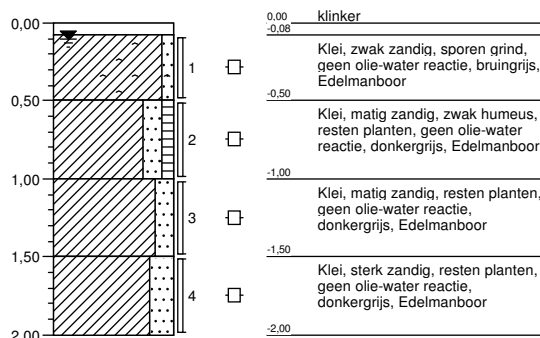 0,00
0,50
1,00
1,50
2,00
1
2
3
4
0,00
klinker
-0,08
Klei, zwak zandig, sporen grind,
geen olie-water reactie, bruingrijs,
Edelmanboor
-0,50
Klei, matig zandig, zwak humeus,
resten planten, geen olie-water
reactie, donkergrijs, Edelmanboor
-1,00
Klei, matig zandig, resten planten,
geen olie-water reactie,
donkergrijs, Edelmanboor
-1,50
Klei, sterk zandig, resten planten,
geen olie-water reactie,
donkergrijs, Edelmanboor
-2,00